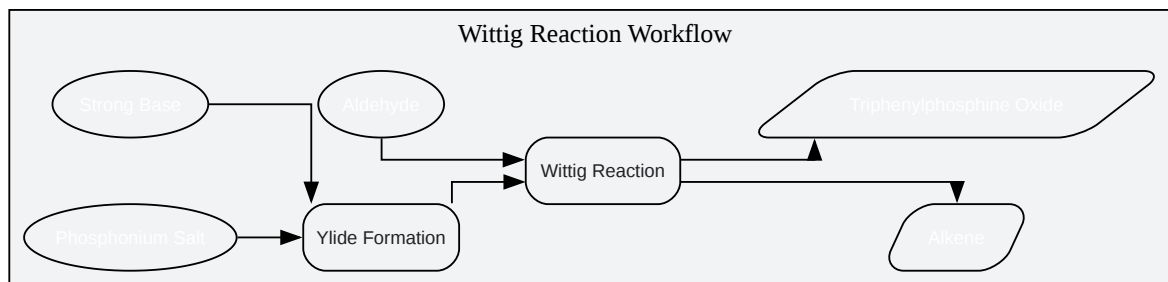 Wittig Reaction Workflow
Strong Base
Aldehyde
Triphenylphosphine Oxide
Wittig Reaction
Phosphonium Salt
Ylide Formation
Alkene